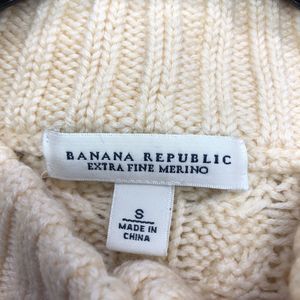 BANANA REPUBLIC
EXTRA FINE MERINO
S
MADE IN
CHINA